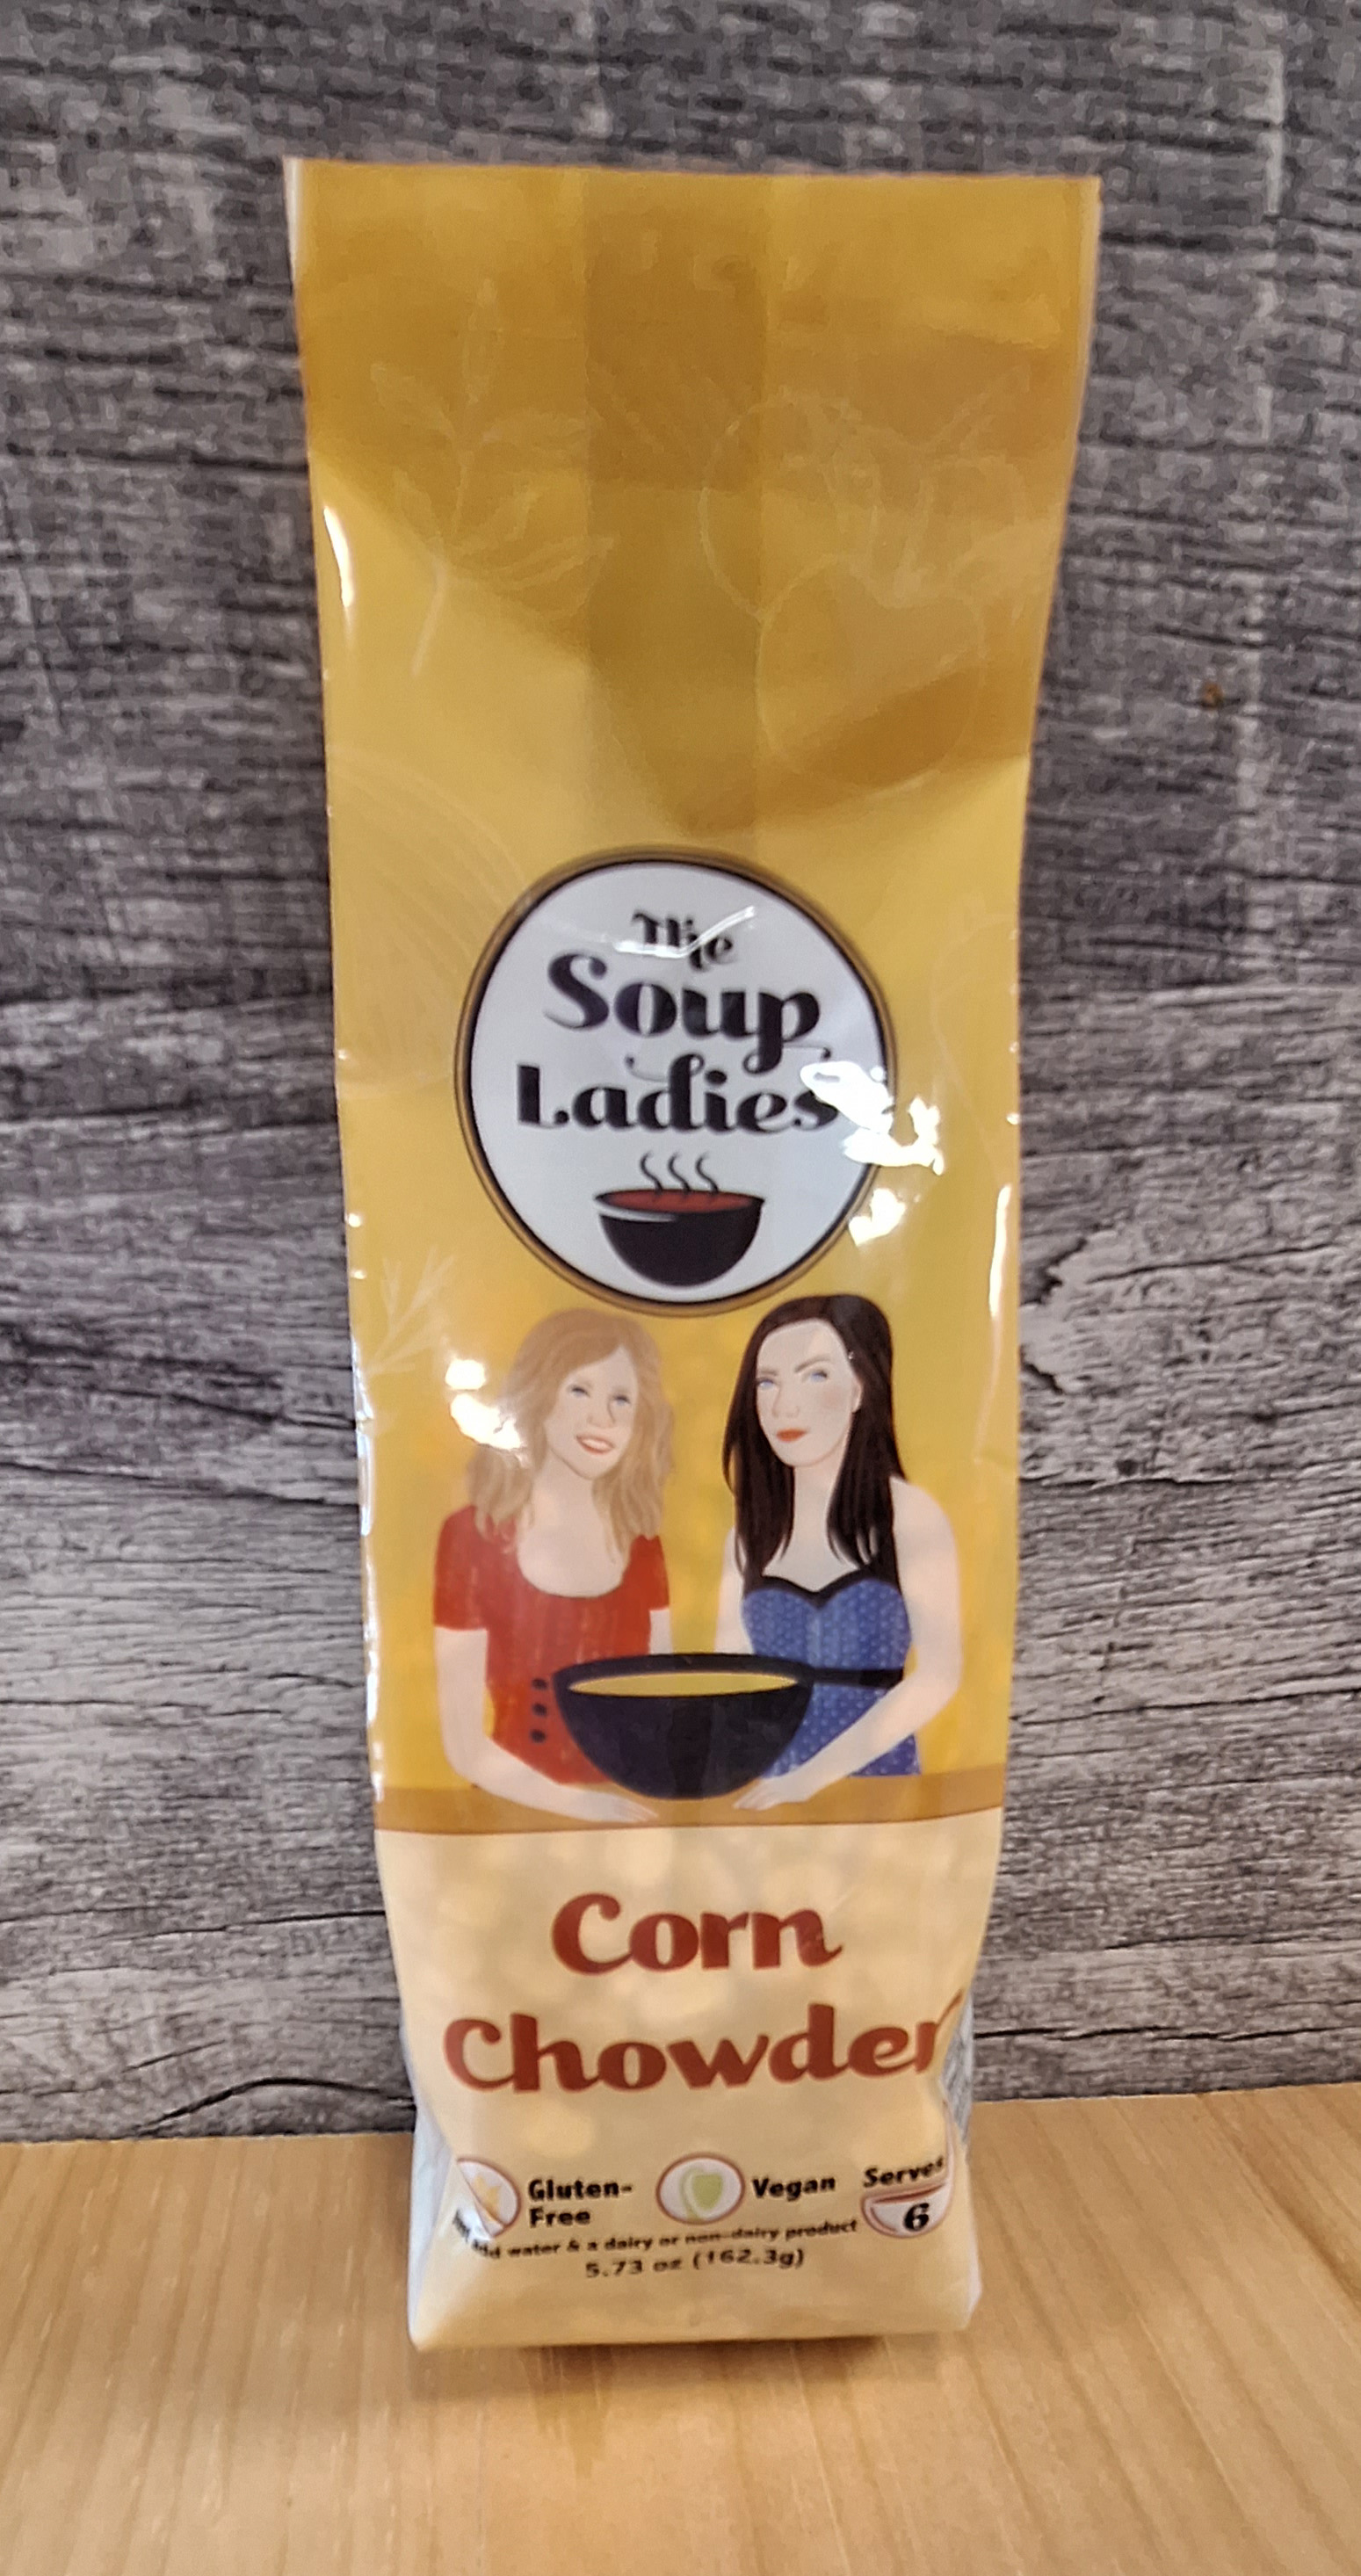 The
Soup
Ladies
Corn
Chowder
Gluten-
Free
Vegan
Serves
6
add water & a dairy or non-dairy product
5.73 oz (162.3g)